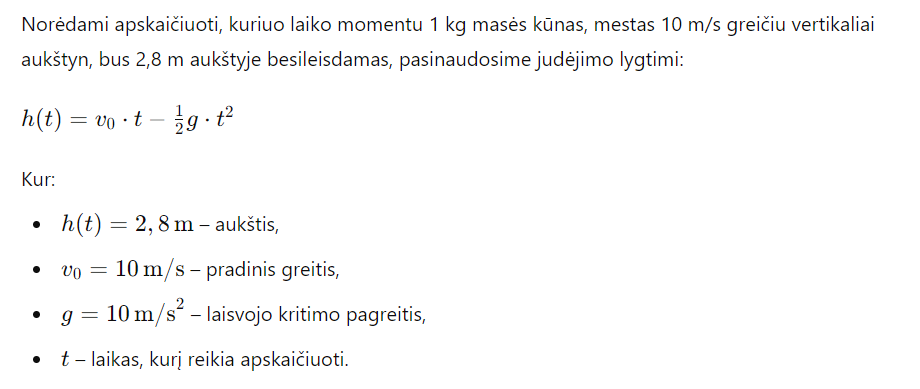 Norėdami apskaičiuoti, kuriuo laiko momentu 1 kg masės kūnas, mestas 10 m/s greičiu vertikaliai
aukštyn, bus 2,8 m aukštyje besileisdamas, pasinaudosime judėjimo lygtimi:
h(t) = v₀ · t − ½g · t²
Kur:
• h(t) = 2,8 m – aukštis,
• v₀ = 10 m/s – pradinis greitis,
• g = 10 m/s² – laisvojo kritimo pagreitis,
• t – laikas, kurį reikia apskaičiuoti.